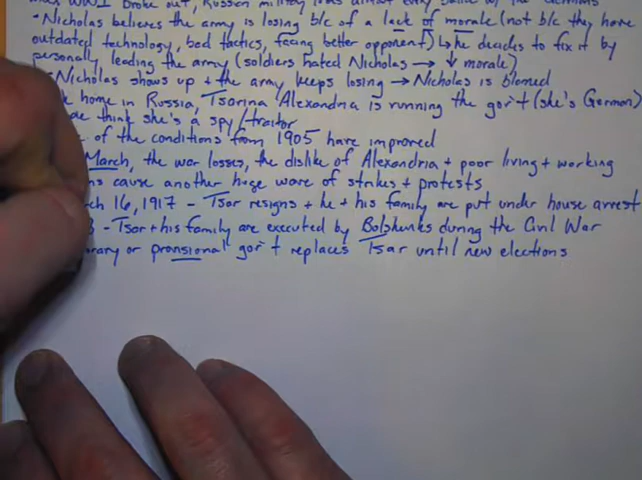 WWI broke out, Russian military lost almost every battle w/ the Germans
- Nicholas believes the army is losing b/c of a lack of morale (not b/c they have
outdated technology, bad tactics, facing better opponent) ↳ he decides to fix it by
personally leading the army (soldiers hated Nicholas → ↓ morale)
- Nicholas shows up + the army keeps losing → Nicholas is blamed
home in Russia, Tsarina Alexandria is running the gov't (she's German)
think she's a spy/traitor
of the conditions from 1905 have improved
March, the war losses, the dislike of Alexandria + poor living + working
cause another huge wave of strikes + protests
16, 1917 - Tsar resigns + he + his family are put under house arrest
- Tsar + his family are executed by Bolsheviks during the Civil War
or provisional gov't replaces Tsar until new elections